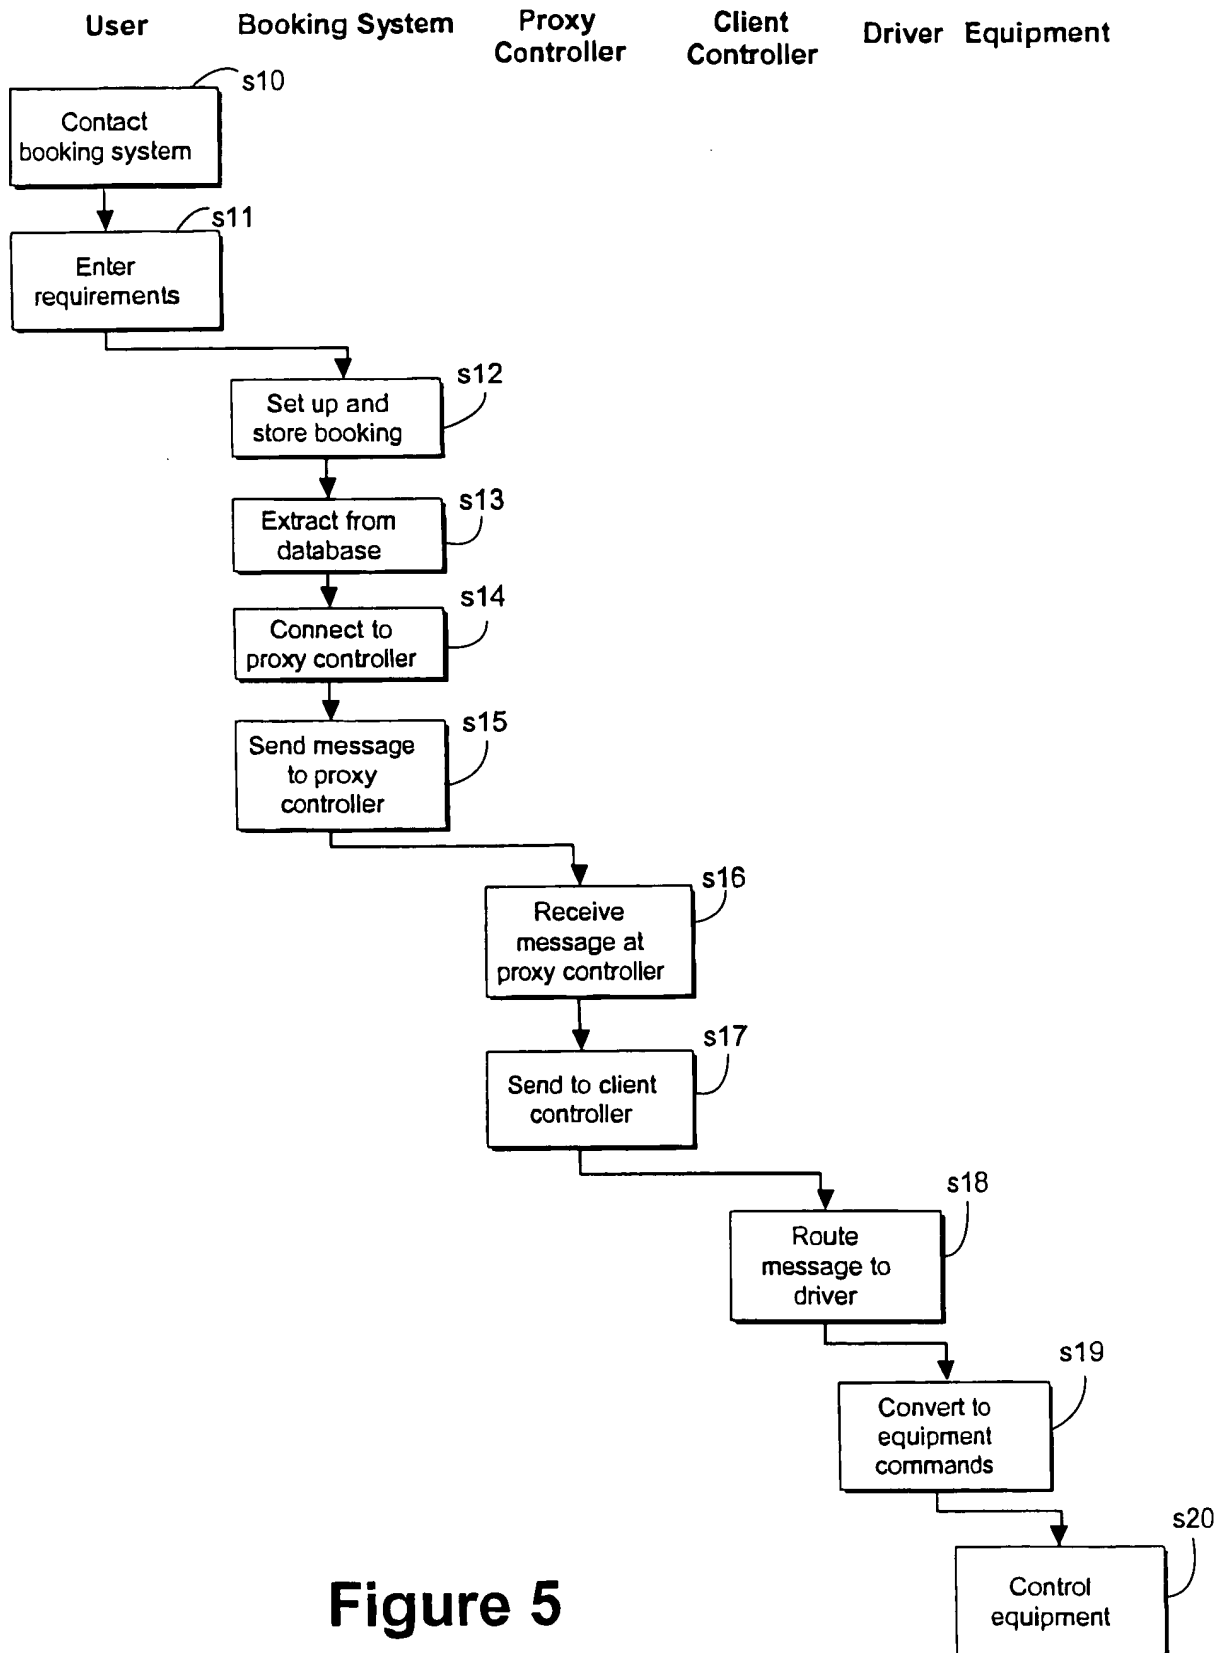 User Booking System Proxy Controller Client Controller Driver Equipment
s10
Contact
booking system
s11
Enter
requirements
s12
Set up and
store booking
s13
Extract from
database
s14
Connect to
proxy controller
s15
Send message
to proxy
controller
s16
Receive
message at
proxy controller
s17
Send to client
controller
s18
Route
message to
driver
s19
Convert to
equipment
commands
s20
Control
equipment
Figure 5